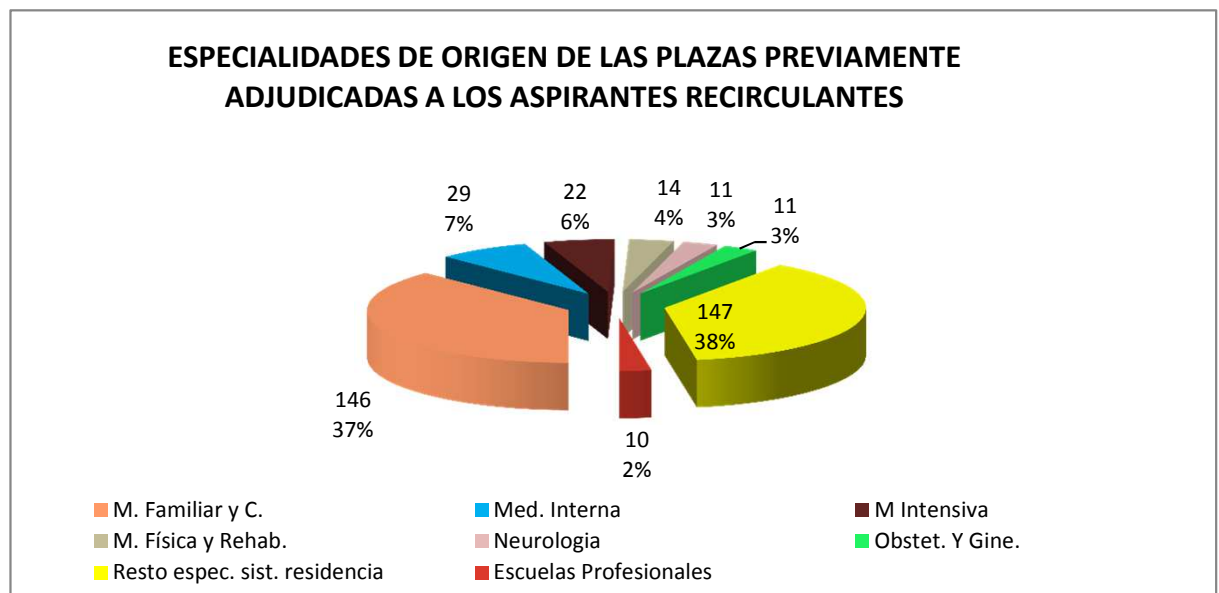 ESPECIALIDADES DE ORIGEN DE LAS PLAZAS PREVIAMENTE
ADJUDICADAS A LOS ASPIRANTES RECIRCULANTES
29
7%
22
6%
14
4%
11
3%
11
3%
147
38%
146
37%
10
2%
M. Familiar y C.
Med. Interna
M Intensiva
M. Física y Rehab.
Neurologia
Obstet. Y Gine.
Resto espec. sist. residencia
Escuelas Profesionales